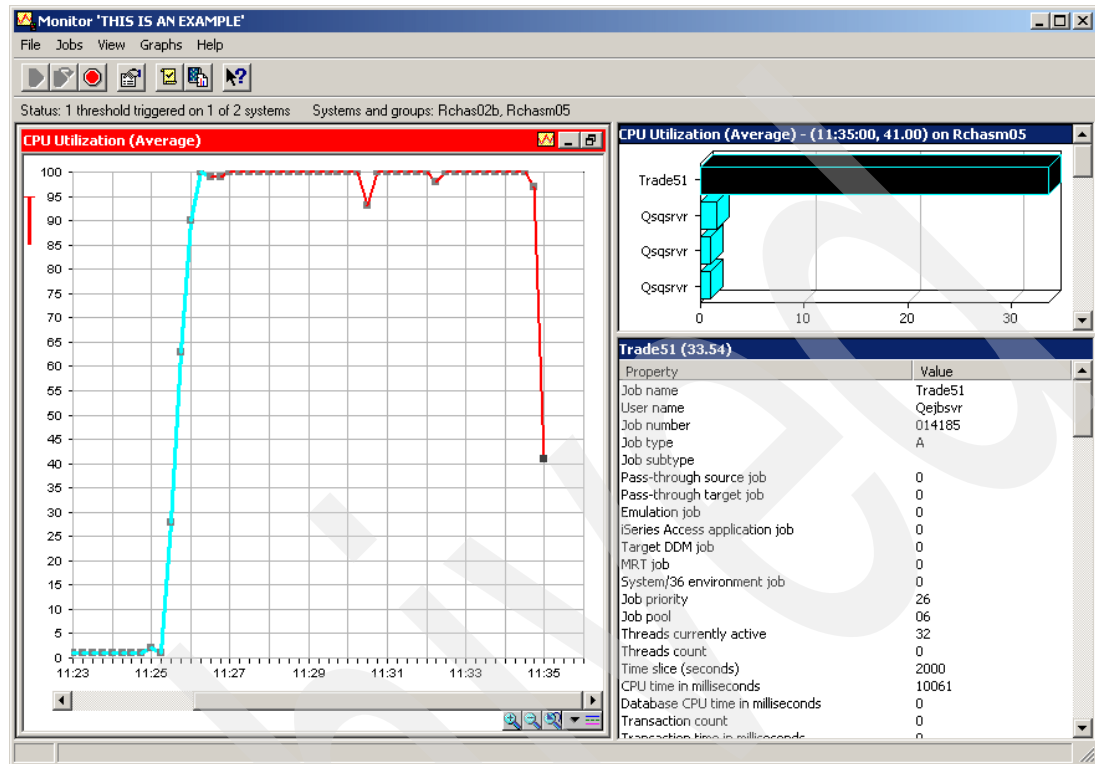 Monitor 'THIS IS AN EXAMPLE'
File Jobs View Graphs Help
Status: 1 threshold triggered on 1 of 2 systems Systems and groups: Rchas02b, Rchasm05
CPU Utilization (Average)
100
95
90
85
80
75
70
65
60
55
50
45
40
35
30
25
20
15
10
5
0
11:23 11:25 11:27 11:29 11:31 11:33 11:35
CPU Utilization (Average) - (11:35:00, 41.00) on Rchasm05
Trade51
Qsqsrvr
Qsqsrvr
Qsqsrvr
0 10 20 30
Trade51 (33.54)
Property Value
Job name Trade51
User name Qejbsvr
Job number 014185
Job type A
Job subtype
Pass-through source job 0
Pass-through target job 0
Emulation job 0
iSeries Access application job 0
Target DDM job 0
MRT job 0
System/36 environment job 0
Job priority 26
Job pool 06
Threads currently active 32
Threads count 0
Time slice (seconds) 2000
CPU time in milliseconds 10061
Database CPU time in milliseconds 0
Transaction count 0
Transaction time in milliseconds 0